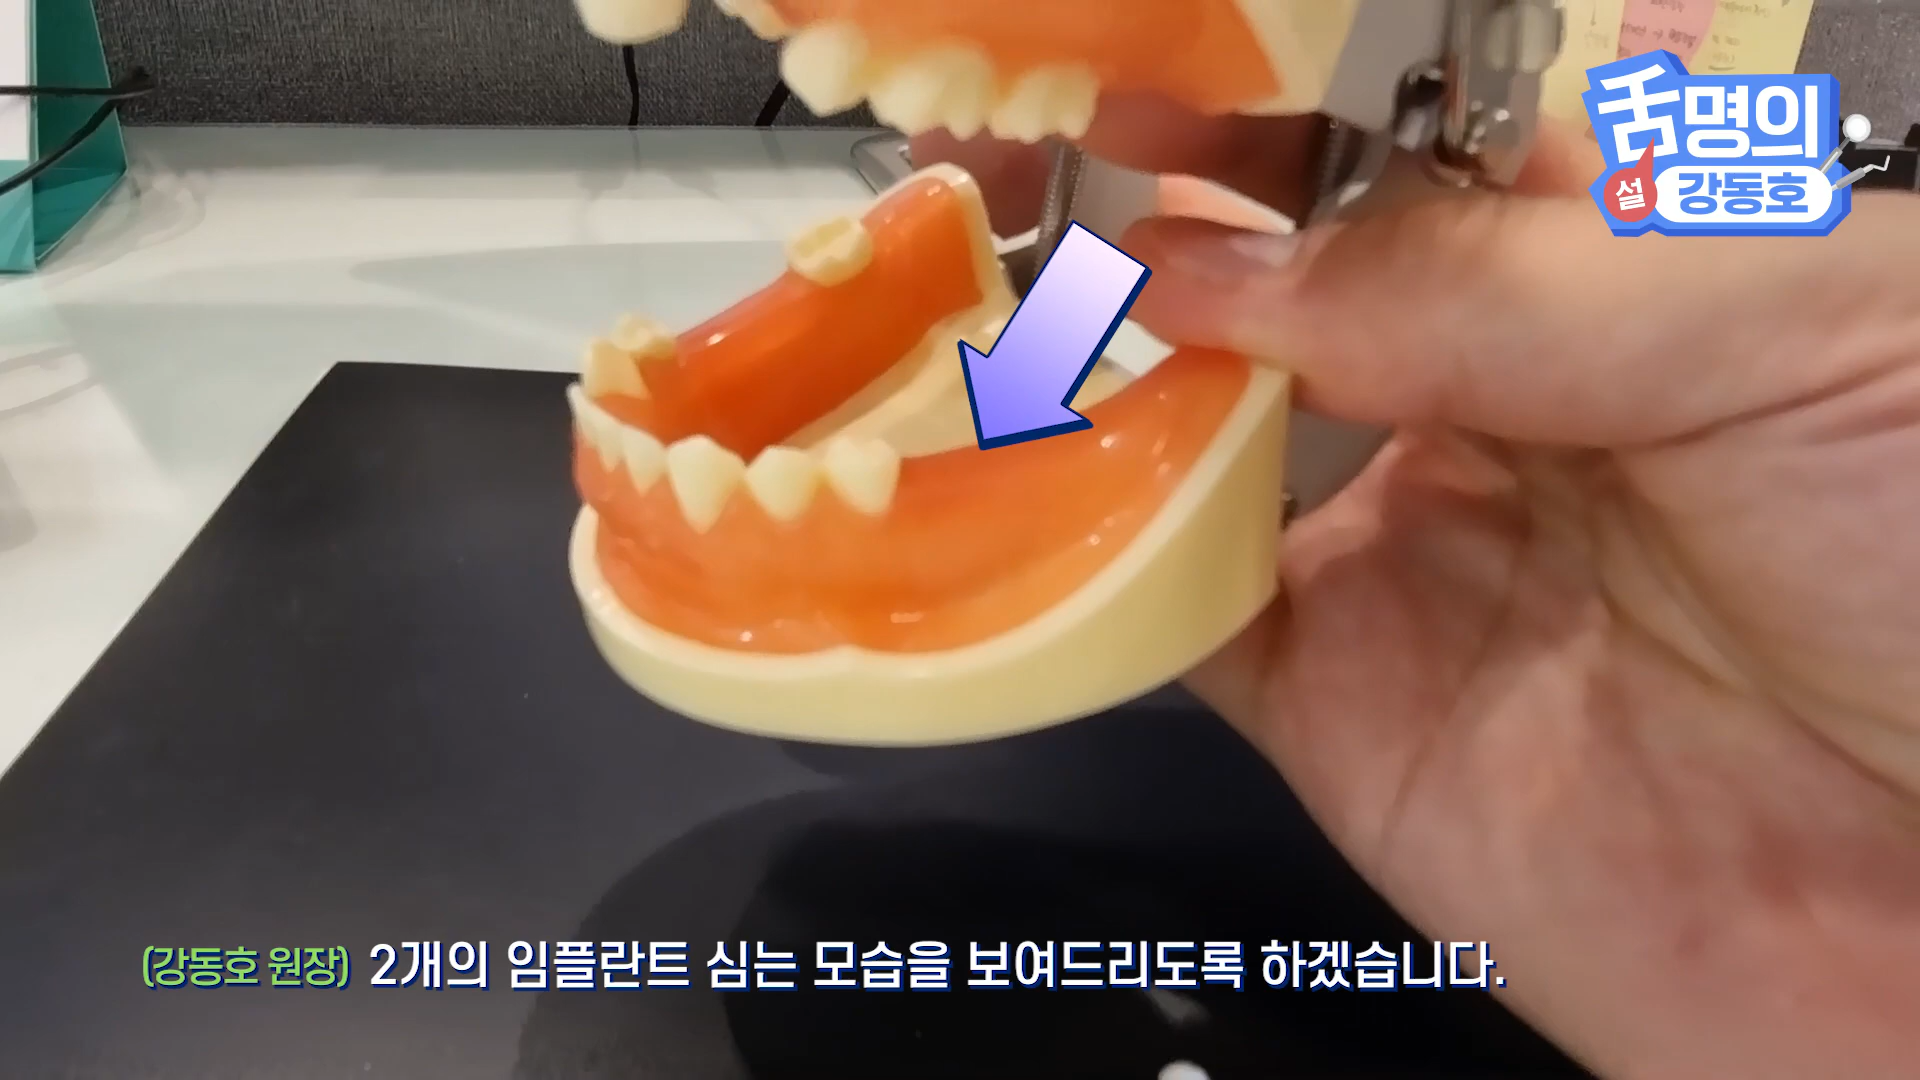 舌명의
설 강동호
(강동호 원장) 2개의 임플란트 심는 모습을 보여드리도록 하겠습니다.